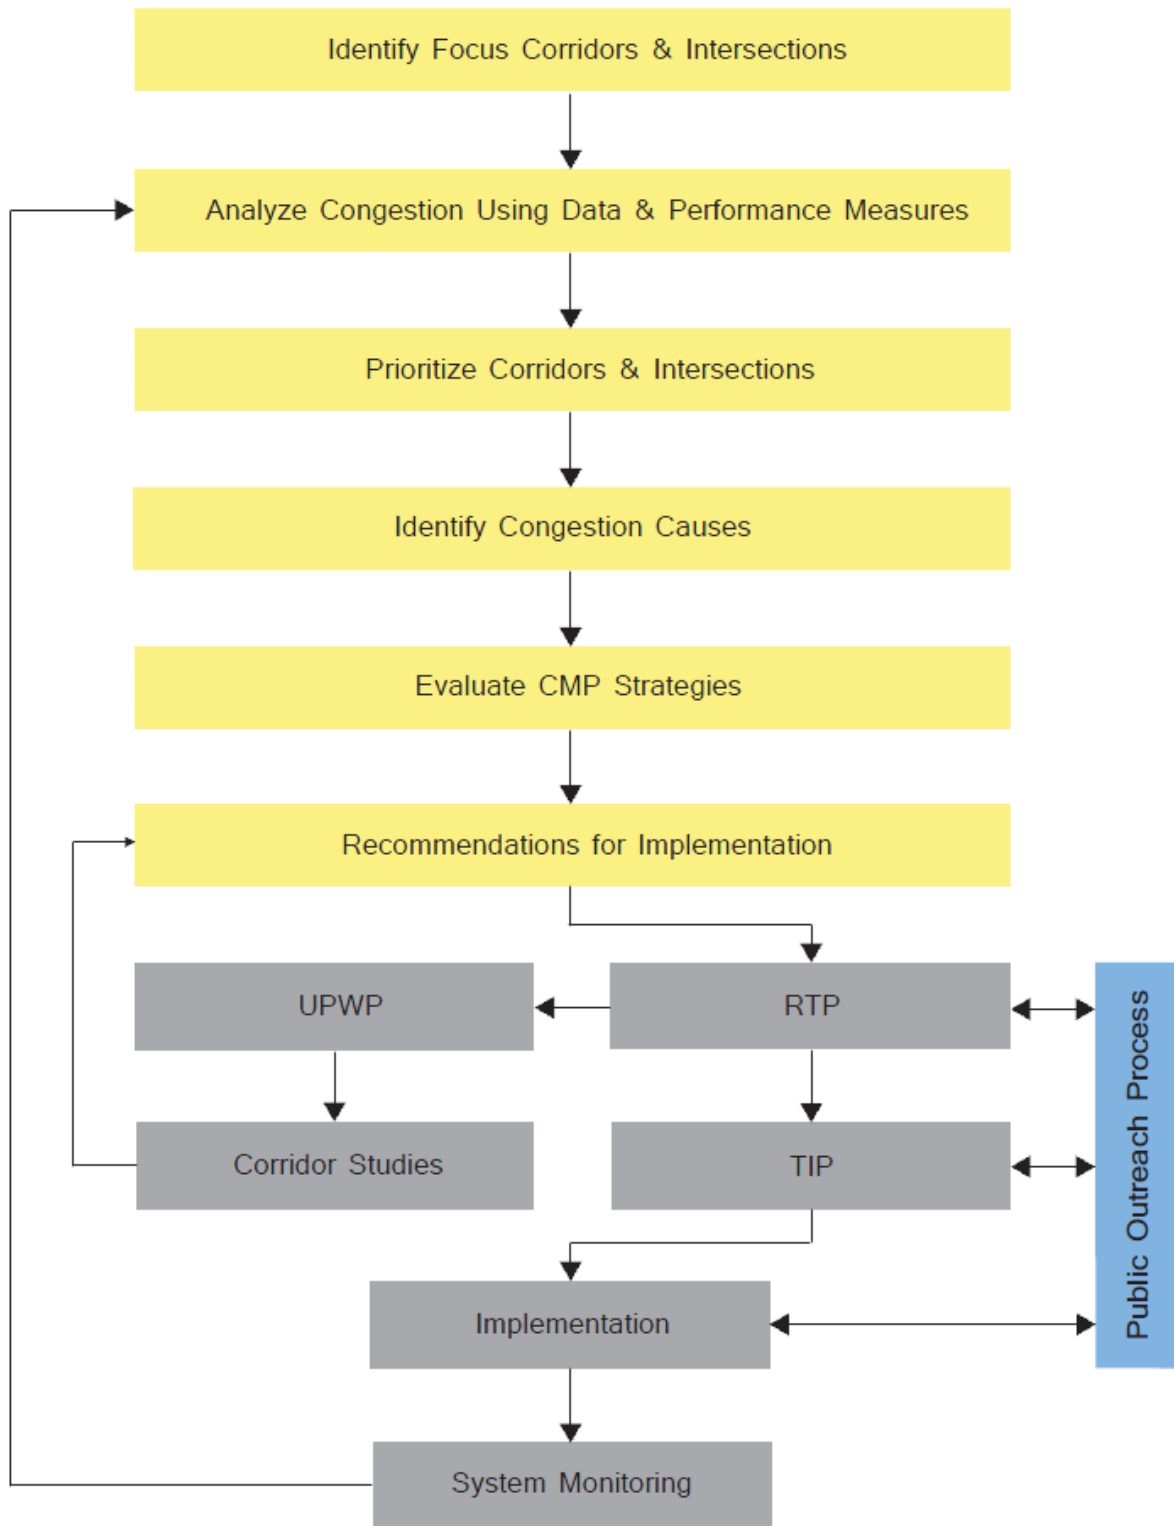 Identify Focus Corridors & Intersections
Analyze Congestion Using Data & Performance Measures
Prioritize Corridors & Intersections
Identify Congestion Causes
Evaluate CMP Strategies
Recommendations for Implementation
UPWP
RTP
Corridor Studies
TIP
Public Outreach Process
Implementation
System Monitoring